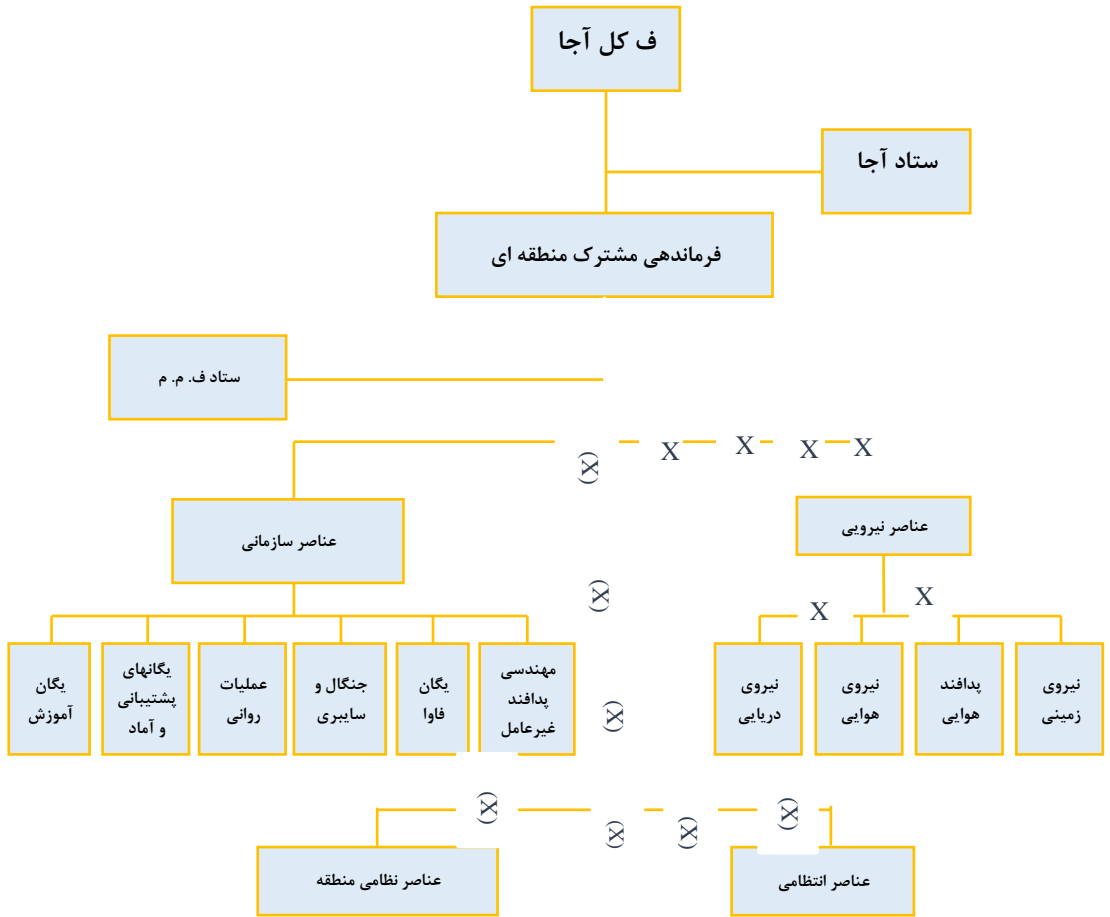 ف کل آجا
ستاد آجا
فرماندهی مشترک منطقه ای
ستاد ف. م. م
(X)
X
X
X
X
عناصر نیرویی
عناصر سازمانی
(X)
X
X
نیروی
زمینی
پدافند
هوایی
نیروی
هوایی
نیروی
دریایی
(X)
مهندسی
پدافند
غیرعامل
یگان
فاوا
جنگال و
سایبری
عملیات
روانی
یگانهای
پشتیبانی
و آماد
یگان
آموزش
(X)
(X)
(X)
(X)
عناصر انتظامی
عناصر نظامی منطقه